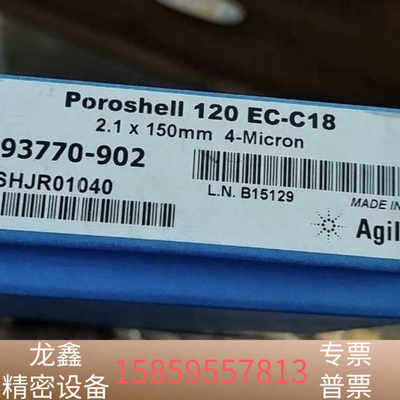 Poroshell 120 EC-C18
2.1 x 150mm 4-Micron
93770-902
SHJR01040
L.N. B15129
MADE IN
Agil
龙鑫
精密设备
15859557813
专票
普票